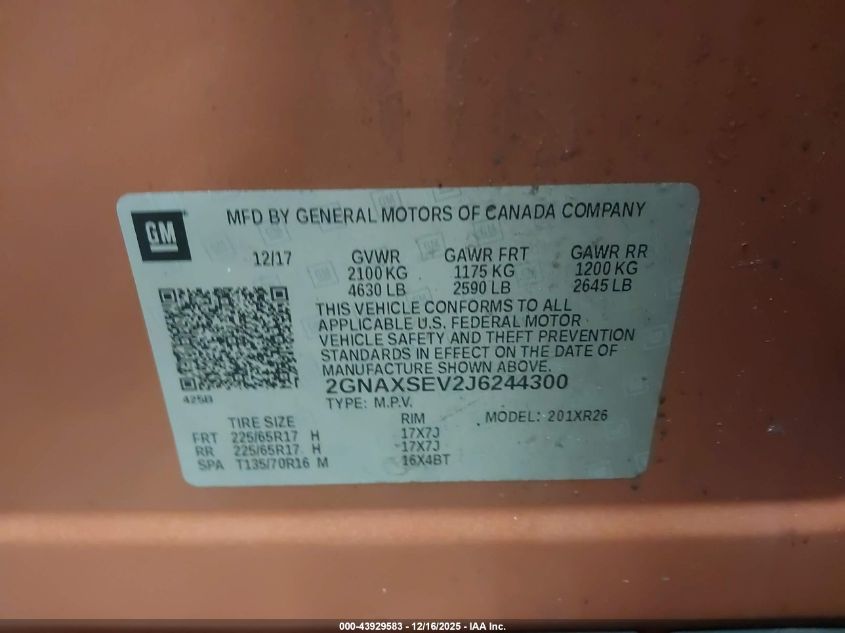 GM
MFD BY GENERAL MOTORS OF CANADA COMPANY
12/17 GVWR GAWR FRT GAWR RR
2100 KG 1175 KG 1200 KG
4630 LB 2590 LB 2645 LB
THIS VEHICLE CONFORMS TO ALL
APPLICABLE U.S. FEDERAL MOTOR
VEHICLE SAFETY AND THEFT PREVENTION
STANDARDS IN EFFECT ON THE DATE OF
MANUFACTURE SHOWN ABOVE.
2GNAXSEV2J6244300
425B
TYPE: M.P.V.
TIRE SIZE RIM MODEL: 201XR26
FRT 225/65R17 H 17X7J
RR 225/65R17 H 17X7J
SPA T135/70R16 M 16X4BT
000-43929583 - 12/16/2025 - IAA Inc.